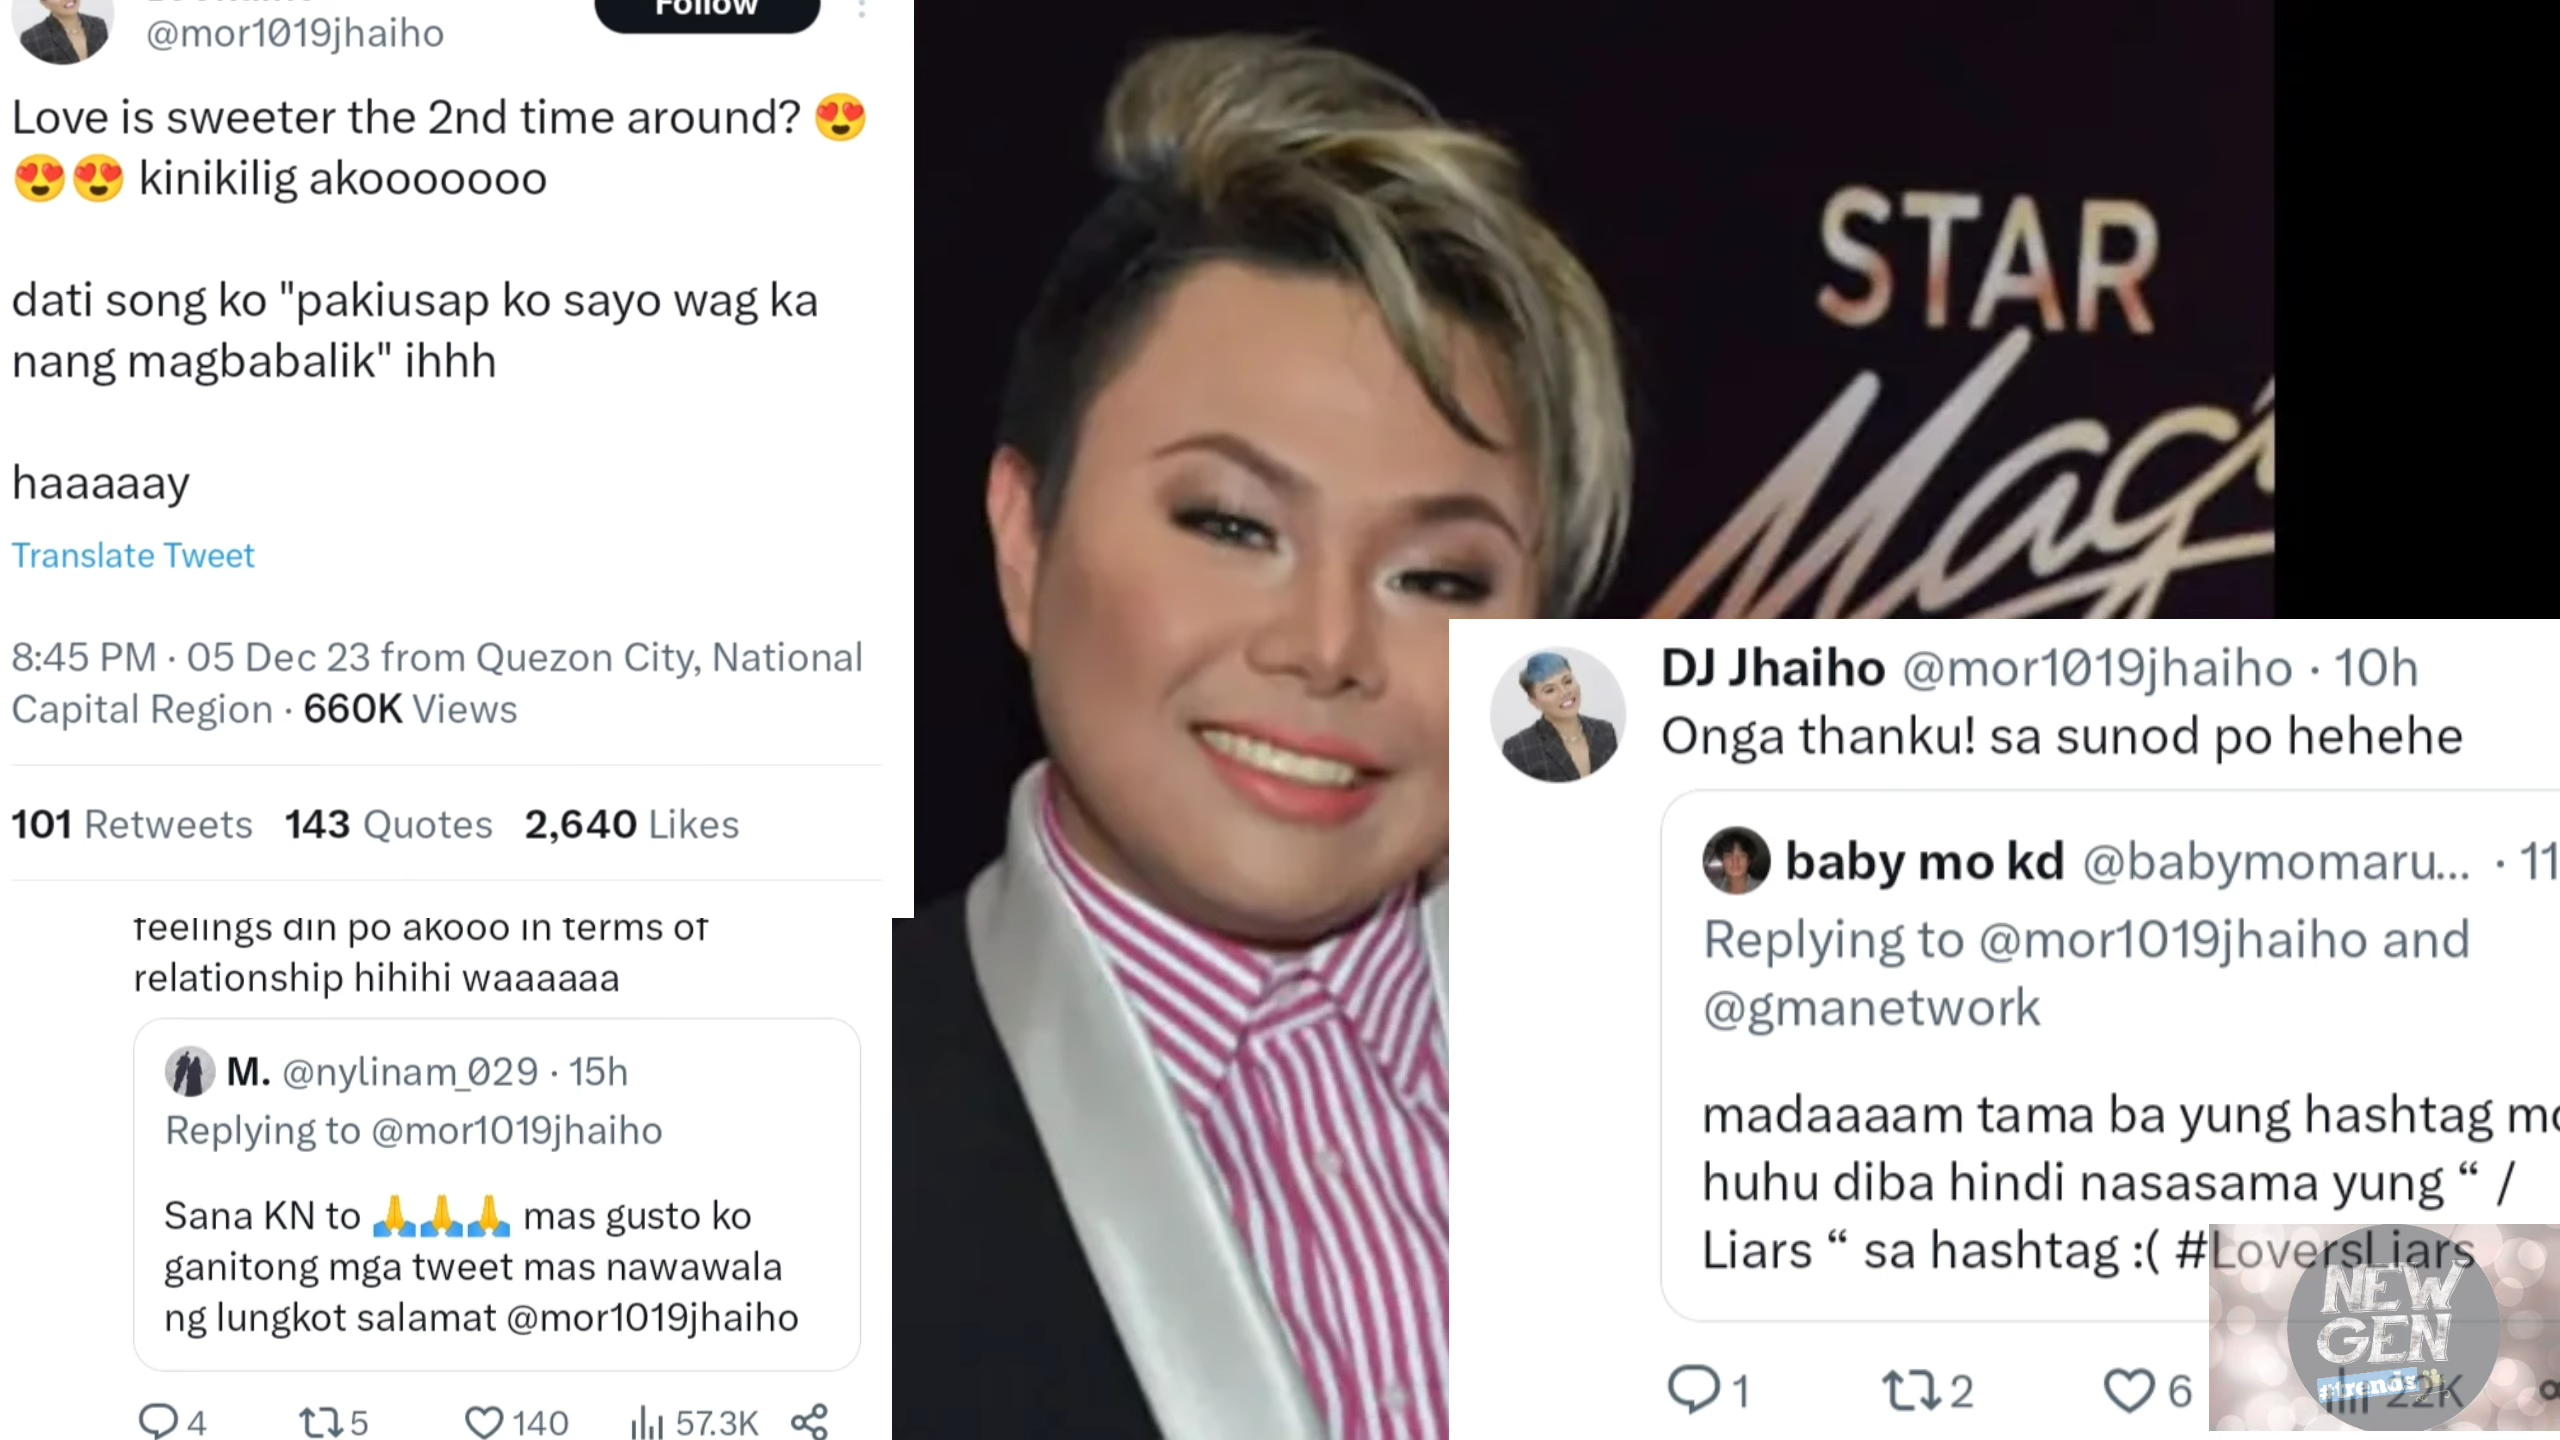 Follow
@mor1019jhaiho
Love is sweeter the 2nd time around? 😍
😍😍 kinikilig akooooooo
dati song ko "pakiusap ko sayo wag ka
nang magbabalik" ihhh
haaaaay
Translate Tweet
8:45 PM · 05 Dec 23 from Quezon City, National
Capital Region · 660K Views
101 Retweets 143 Quotes 2,640 Likes
feelings din po akooo in terms of
relationship hihihi waaaaaa
M. @nylinam_029 · 15h
Replying to @mor1019jhaiho
Sana KN to 🙏🙏🙏 mas gusto ko
ganitong mga tweet mas nawawala
ng lungkot salamat @mor1019jhaiho
4 5 140 57.3K
STAR
Magi
DJ Jhaiho @mor1019jhaiho · 10h
Onga thanku! sa sunod po hehehe
baby mo kd @babymomaru... · 11
Replying to @mor1019jhaiho and
@gmanetwork
madaaaam tama ba yung hashtag mo
huhu diba hindi nasasama yung “ /
Liars “ sa hashtag :( #LoversLiars
1 2 6 22K
NEW
GEN
#trends